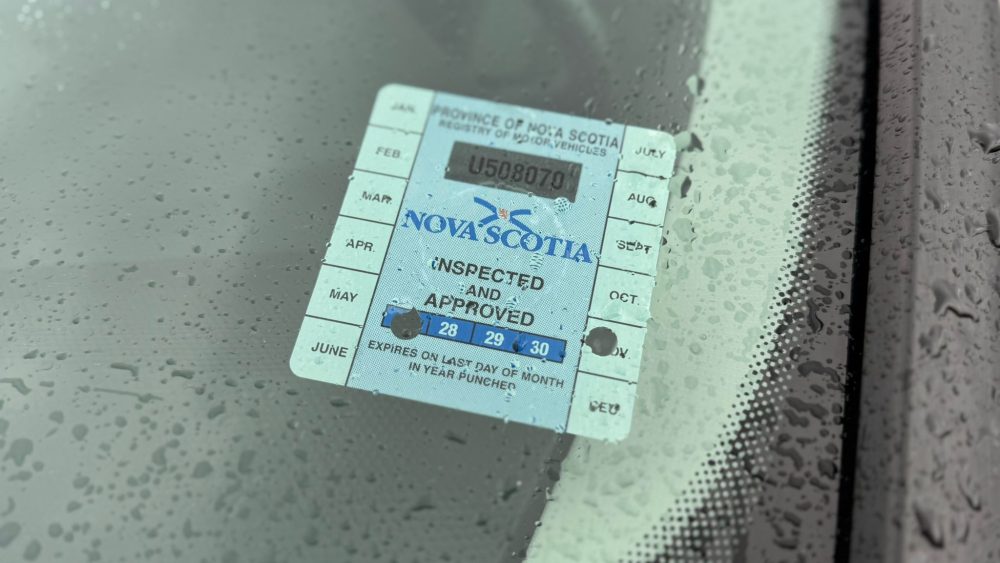 PROVINCE OF NOVA SCOTIA
REGISTRY OF MOTOR VEHICLES
U508070
NOVA SCOTIA
INSPECTED
AND
APPROVED
28 29 30
EXPIRES ON LAST DAY OF MONTH
IN YEAR PUNCHED
JAN.
FEB.
MAR.
APR.
MAY
JUNE
JULY
AUG.
SEPT
OCT.
OV.
DEC.